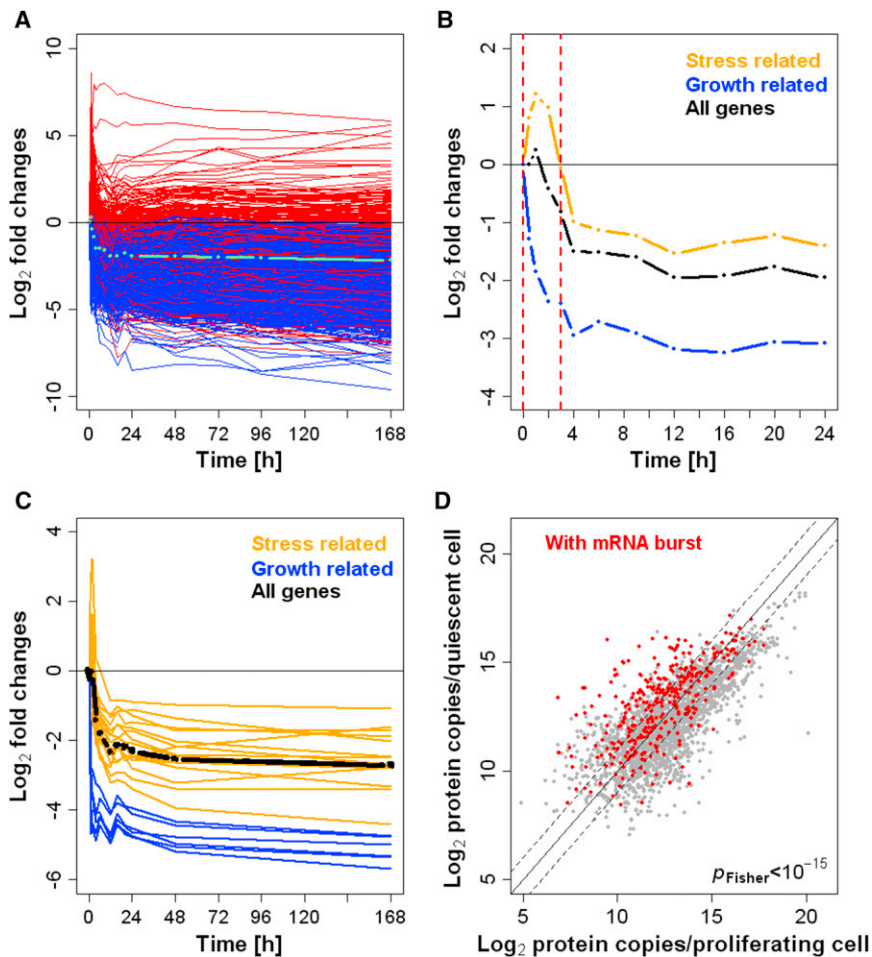 A
10
5
0
-5
-10
Log2 fold changes
0 24 48 72 96 120 168
Time [h]
B
Stress related
Growth related
All genes
2
1
0
-1
-2
-3
-4
Log2 fold changes
0 4 8 12 16 20 24
Time [h]
C
Stress related
Growth related
All genes
4
2
0
-2
-4
-6
Log2 fold changes
0 24 48 72 96 120 168
Time [h]
D
With mRNA burst
20
15
10
5
Log2 protein copies/quiescent cell
pFisher<10−15
5 10 15 20
Log2 protein copies/proliferating cell